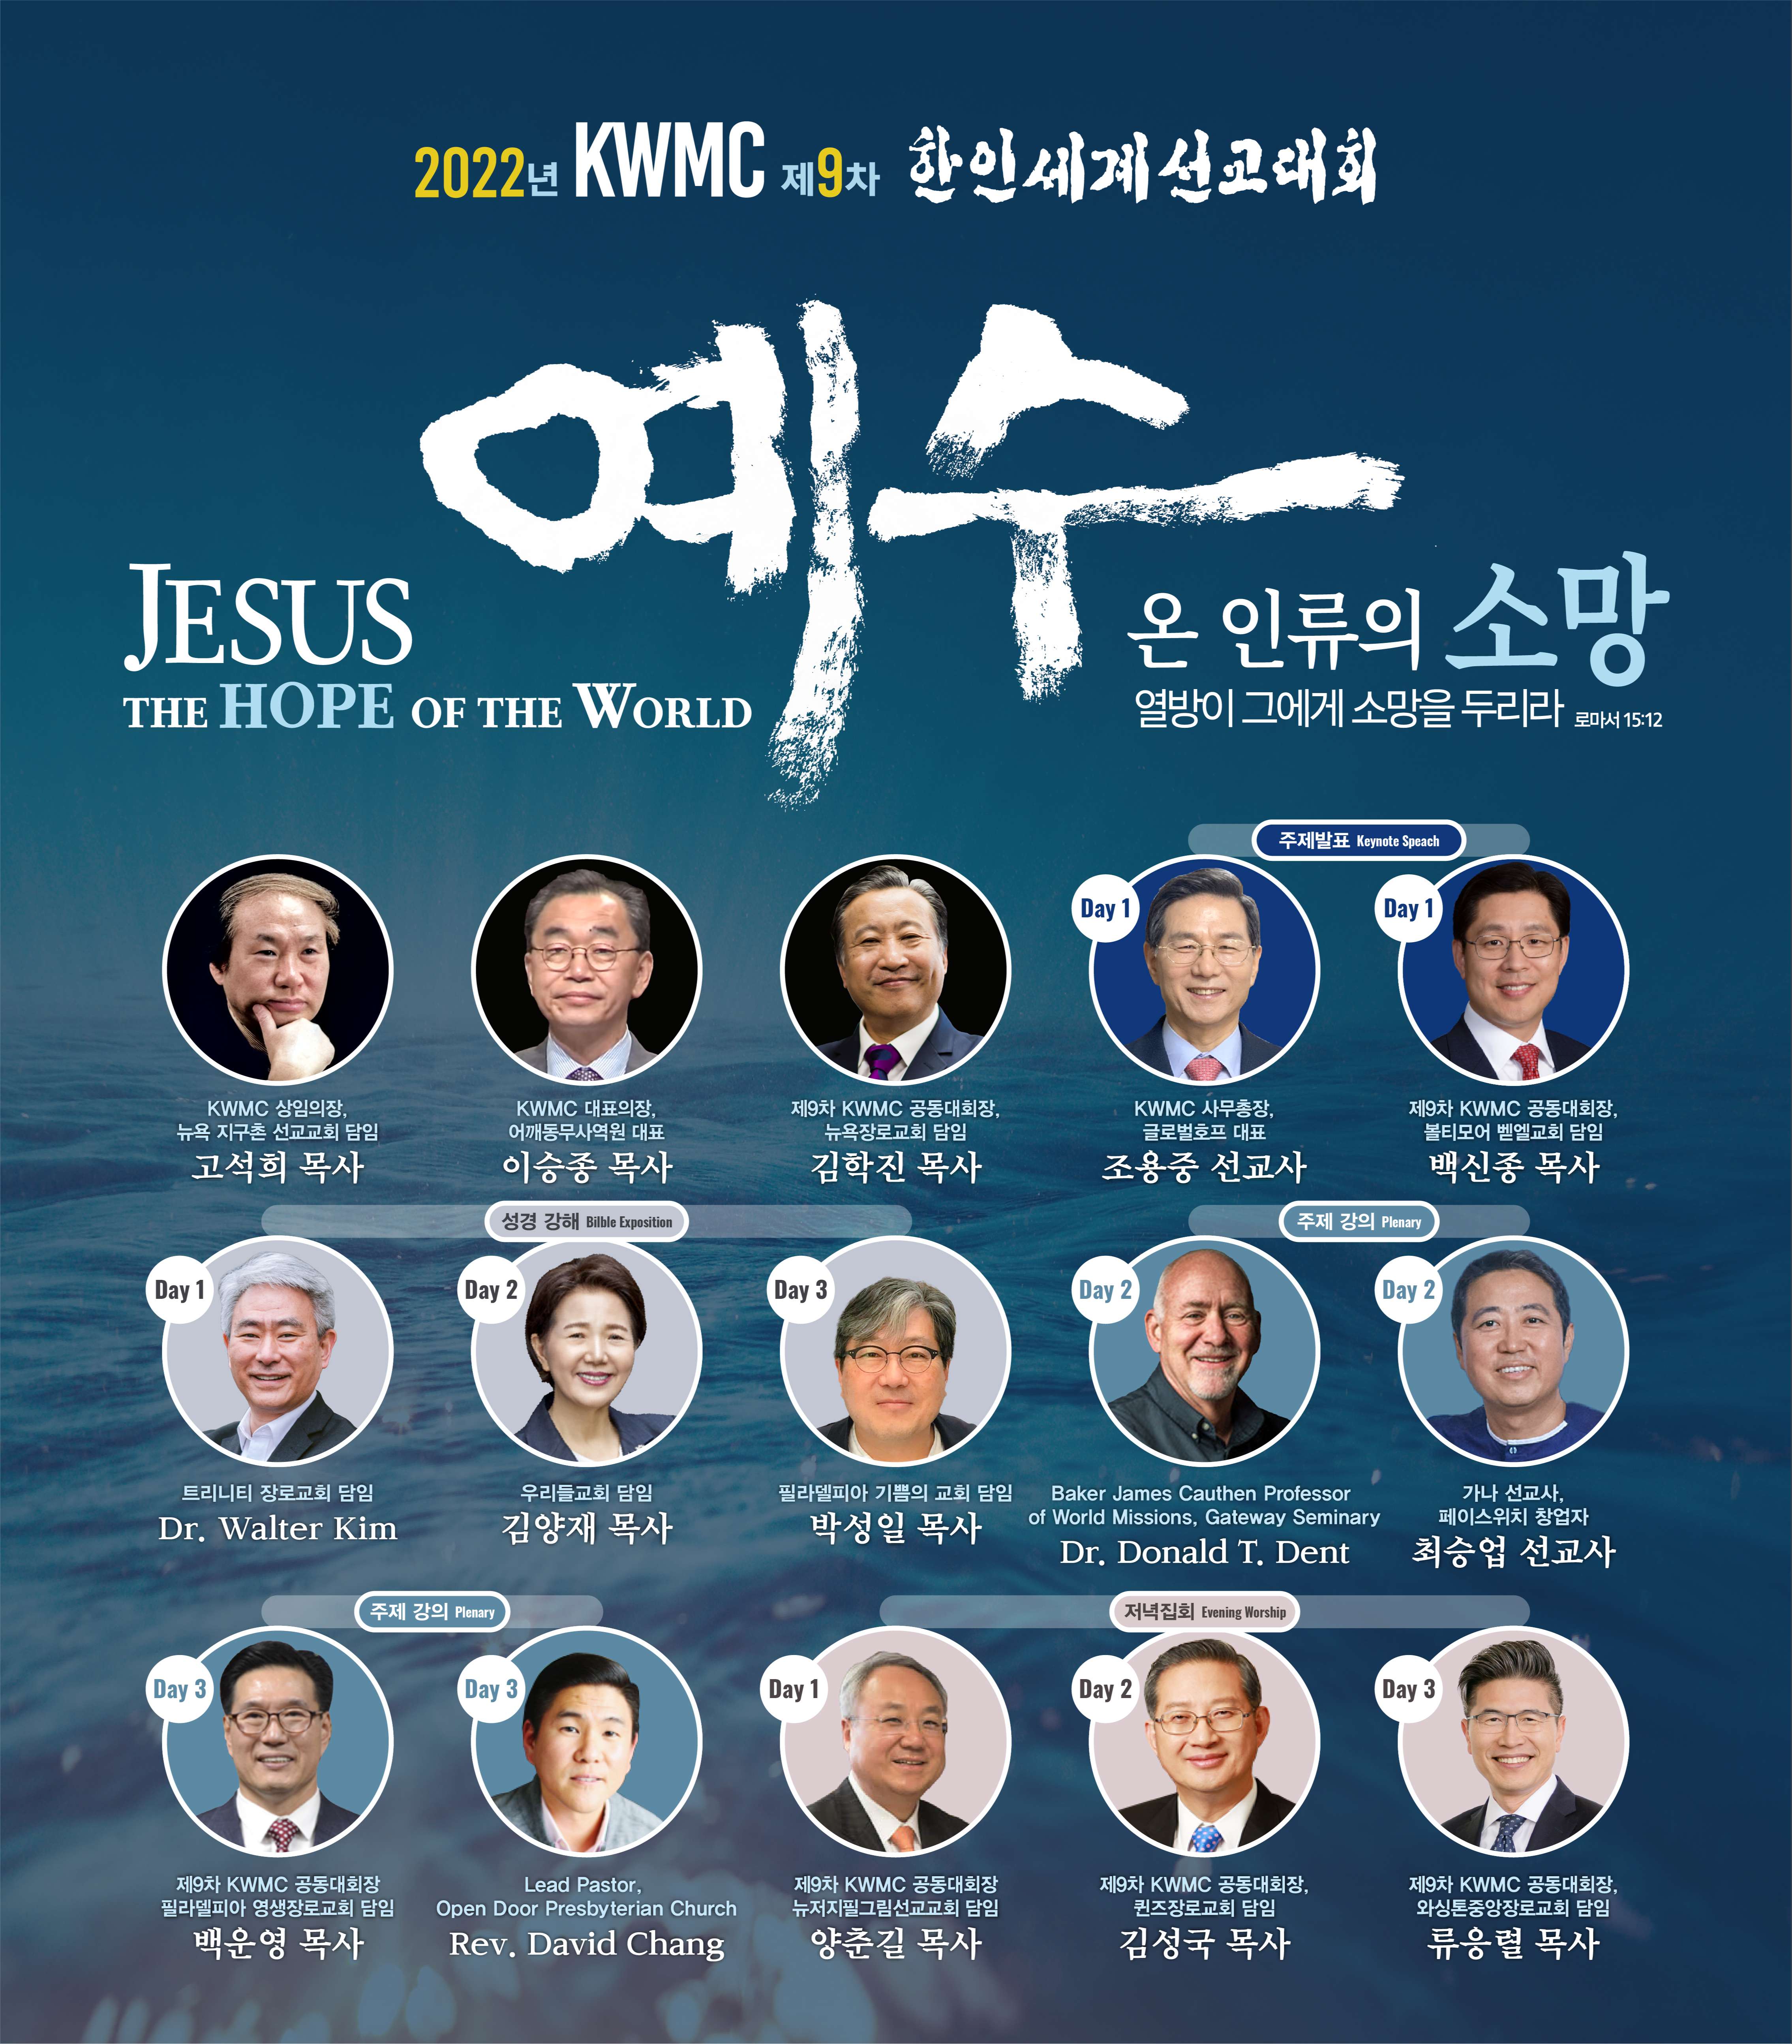 2022년 KWMC 제9차 한인세계선교대회
예수
JESUS
THE HOPE OF THE WORLD
온 인류의 소망
열방이 그에게 소망을 두리라 로마서 15:12
주제발표 Keynote Speach
Day 1
Day 1
KWMC 상임의장,
뉴욕 지구촌 선교교회 담임
고석희 목사
KWMC 대표의장,
어깨동무사역원 대표
이승종 목사
제9차 KWMC 공동대회장,
뉴욕장로교회 담임
김학진 목사
KWMC 사무총장,
글로벌호프 대표
조용중 선교사
제9차 KWMC 공동대회장,
볼티모어 벧엘교회 담임
백신종 목사
성경 강해 Bilble Exposition
주제 강의 Plenary
Day 1
Day 2
Day 3
Day 2
Day 2
트리니티 장로교회 담임
Dr. Walter Kim
우리들교회 담임
김양재 목사
필라델피아 기쁨의 교회 담임
박성일 목사
Baker James Cauthen Professor
of World Missions, Gateway Seminary
Dr. Donald T. Dent
가나 선교사,
페이스위치 창업자
최승업 선교사
주제 강의 Plenary
저녁집회 Evening Worship
Day 3
Day 3
Day 1
Day 2
Day 3
제9차 KWMC 공동대회장
필라델피아 영생장로교회 담임
백운영 목사
Lead Pastor,
Open Door Presbyterian Church
Rev. David Chang
제9차 KWMC 공동대회장
뉴저지필그림선교교회 담임
양춘길 목사
제9차 KWMC 공동대회장,
퀸즈장로교회 담임
김성국 목사
제9차 KWMC 공동대회장,
와싱톤중앙장로교회 담임
류응렬 목사